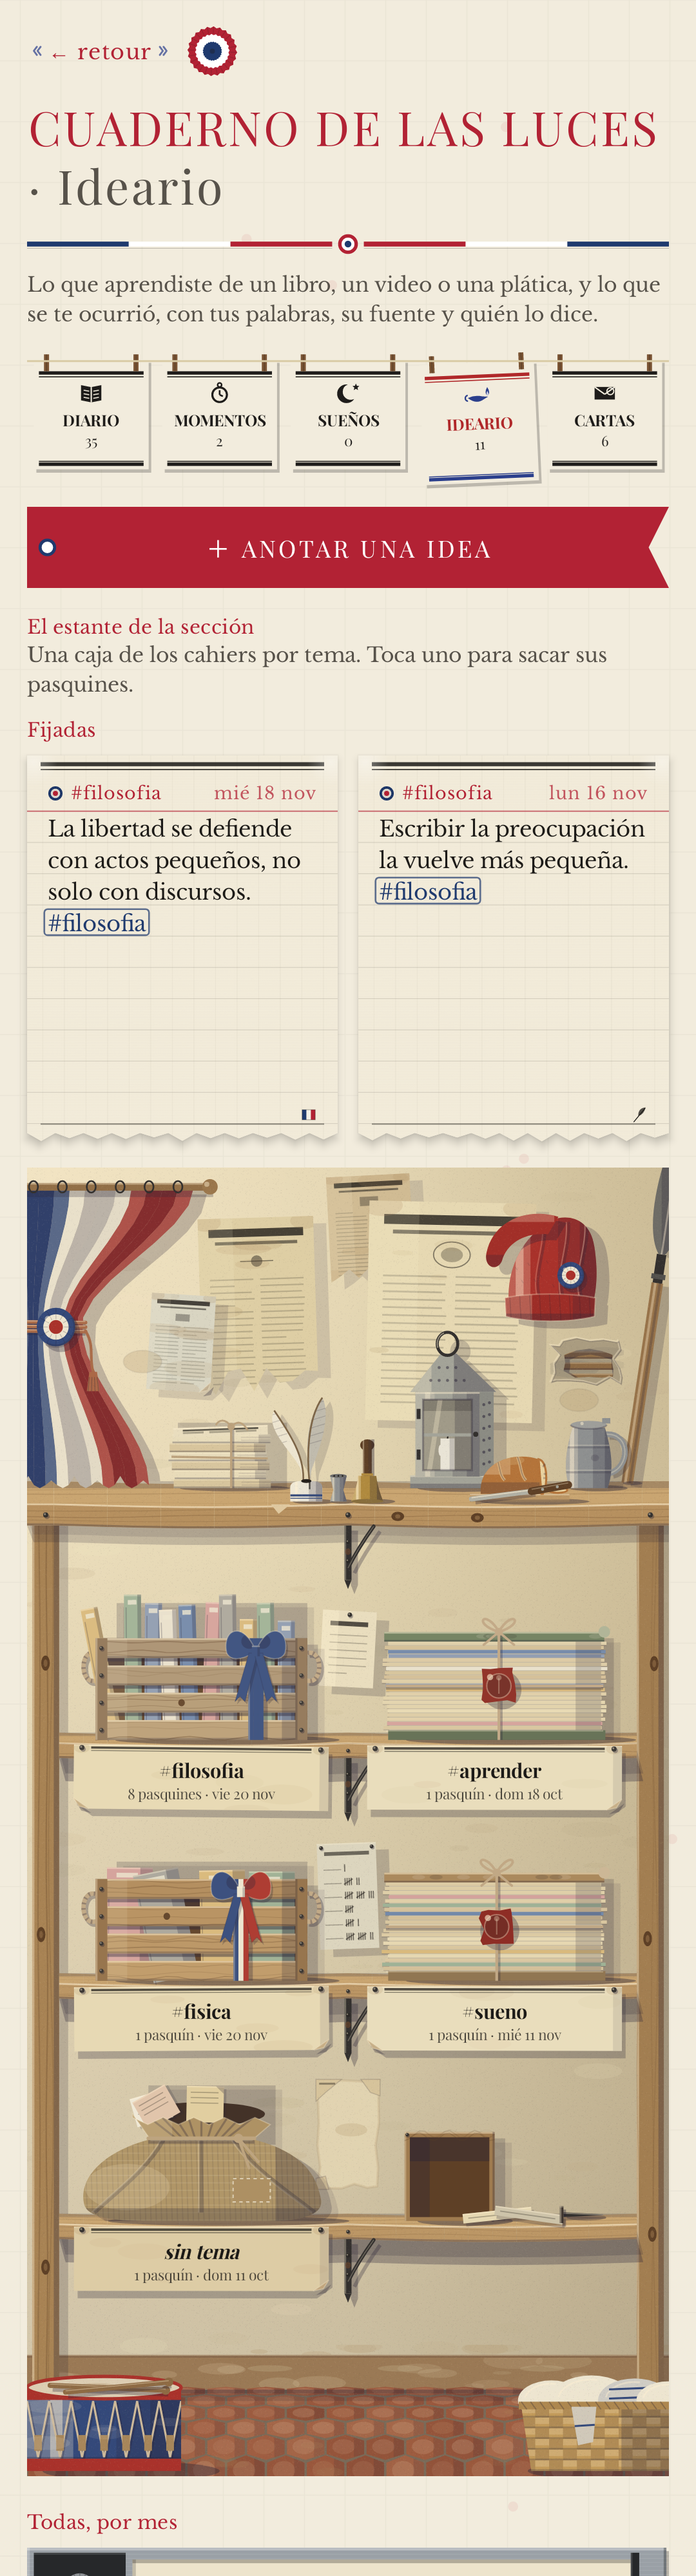 « ← retour »
CUADERNO DE LAS LUCES
· Ideario
Lo que aprendiste de un libro, un video o una plática, y lo que
se te ocurrió, con tus palabras, su fuente y quién lo dice.
DIARIO
35
MOMENTOS
2
SUEÑOS
0
IDEARIO
11
CARTAS
6
+ ANOTAR UNA IDEA
El estante de la sección
Una caja de los cahiers por tema. Toca uno para sacar sus
pasquines.
Fijadas
#filosofia mié 18 nov
La libertad se defiende
con actos pequeños, no
solo con discursos.
#filosofia
#filosofia lun 16 nov
Escribir la preocupación
la vuelve más pequeña.
#filosofia
#filosofia
8 pasquines · vie 20 nov
#aprender
1 pasquín · dom 18 oct
#fisica
1 pasquín · vie 20 nov
#sueno
1 pasquín · mié 11 nov
sin tema
1 pasquín · dom 11 oct
Todas, por mes